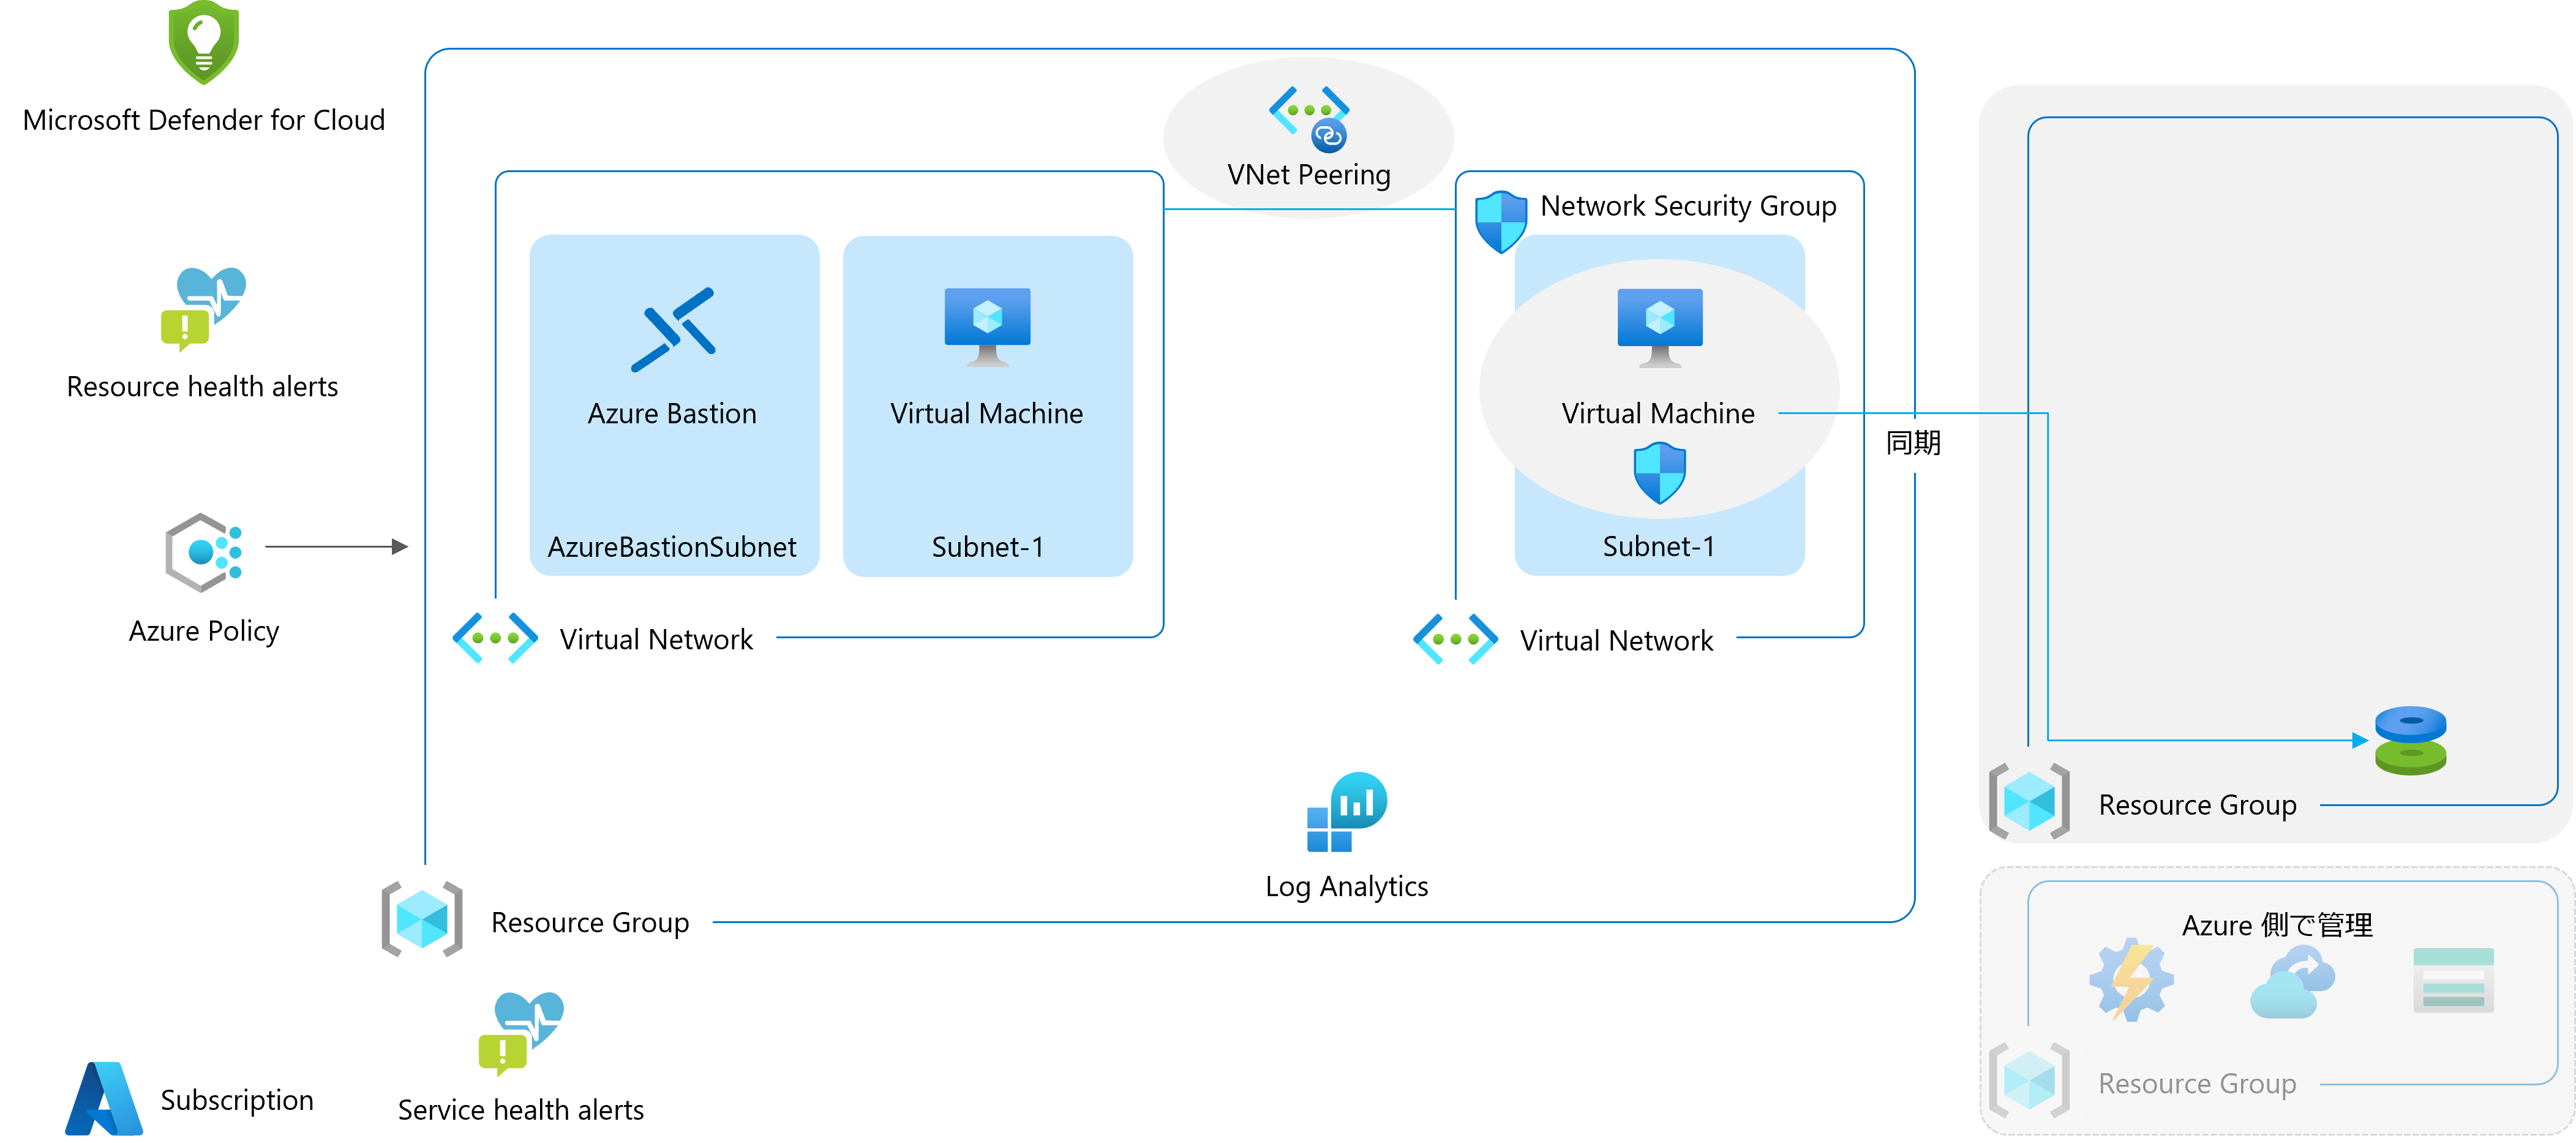 Microsoft Defender for Cloud
VNet Peering
Network Security Group
Resource health alerts
Azure Bastion
Virtual Machine
Virtual Machine
同期
AzureBastionSubnet
Subnet-1
Subnet-1
Azure Policy
Virtual Network
Virtual Network
Resource Group
Log Analytics
Resource Group
Azure 側で管理
Resource Group
Subscription
Service health alerts